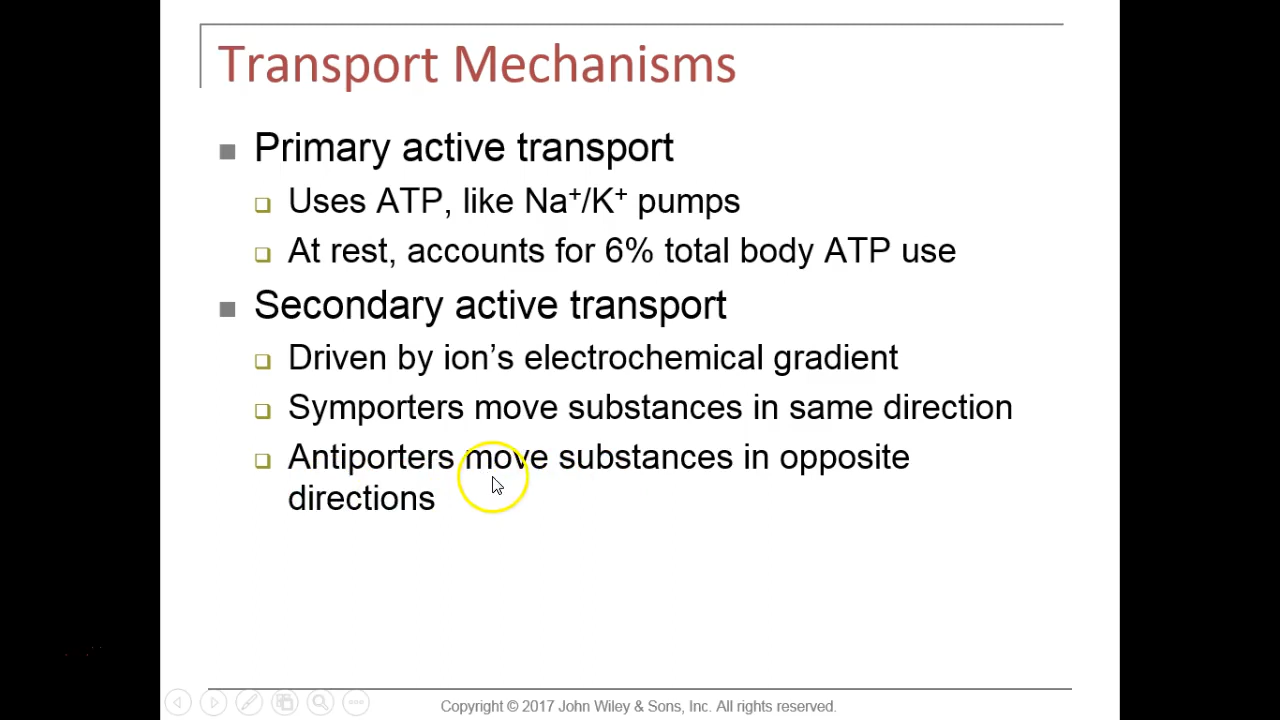 Transport Mechanisms
Primary active transport
Uses ATP, like Na⁺/K⁺ pumps
At rest, accounts for 6% total body ATP use
Secondary active transport
Driven by ion’s electrochemical gradient
Symporters move substances in same direction
Antiporters move substances in opposite
directions
Copyright © 2017 John Wiley & Sons, Inc. All rights reserved.